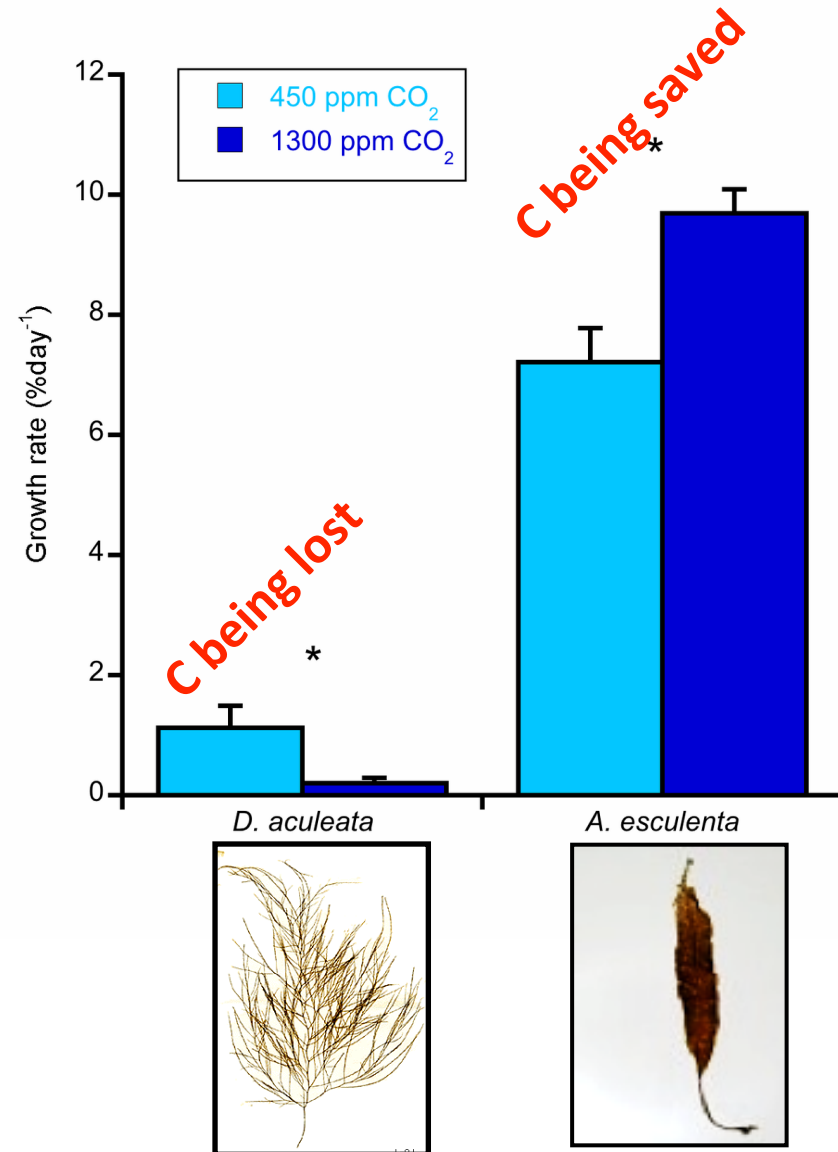 12
10
8
6
4
2
0
Growth rate (%day-1)
450 ppm CO2
1300 ppm CO2
C being saved
*
C being lost
*
D. aculeata
A. esculenta